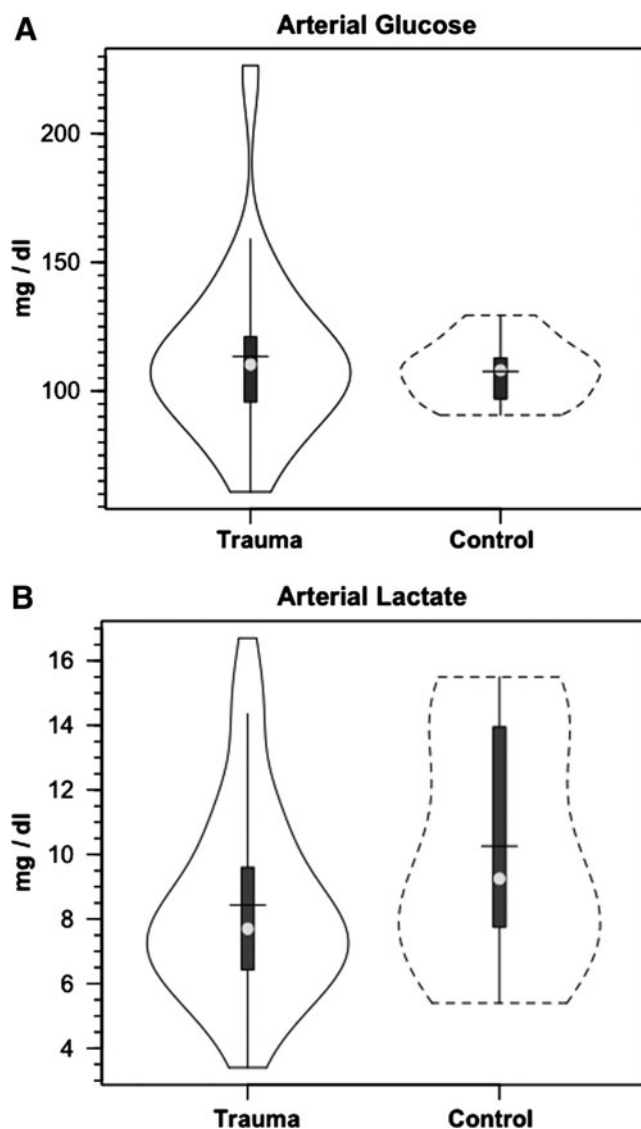 A
Arterial Glucose
mg / dl
200
150
100
Trauma Control
B
Arterial Lactate
mg / dl
16
14
12
10
8
6
4
Trauma Control